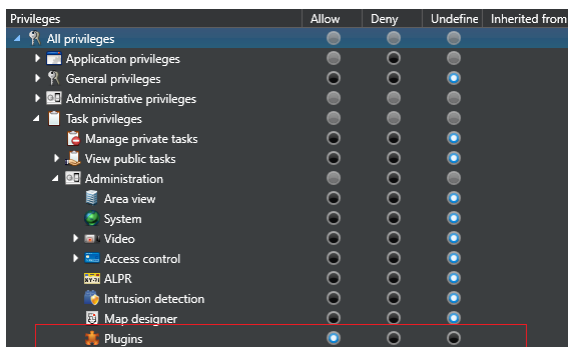 Privileges Allow Deny Undefine Inherited from
All privileges
Application privileges
General privileges
Administrative privileges
Task privileges
Manage private tasks
View public tasks
Administration
Area view
System
Video
Access control
ALPR
Intrusion detection
Map designer
Plugins